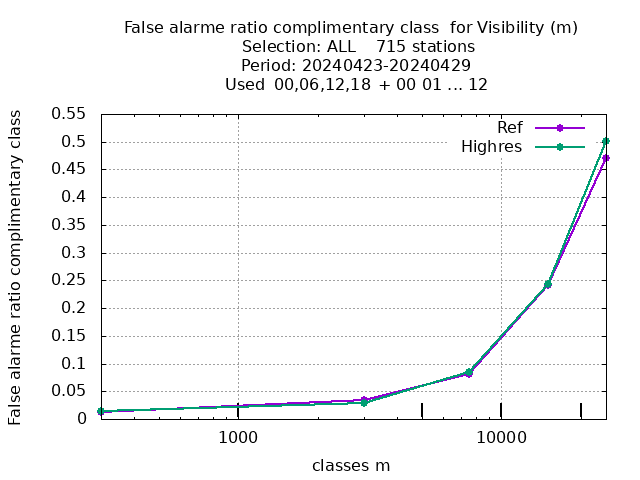 False alarme ratio complimentary class  for Visibility (m)
Selection: ALL    715 stations
Period: 20240423-20240429
Used  00,06,12,18 + 00 01 ... 12
False alarme ratio complimentary class
0.55
0.5
0.45
0.4
0.35
0.3
0.25
0.2
0.15
0.1
0.05
0
Ref
Highres
1000
10000
classes m